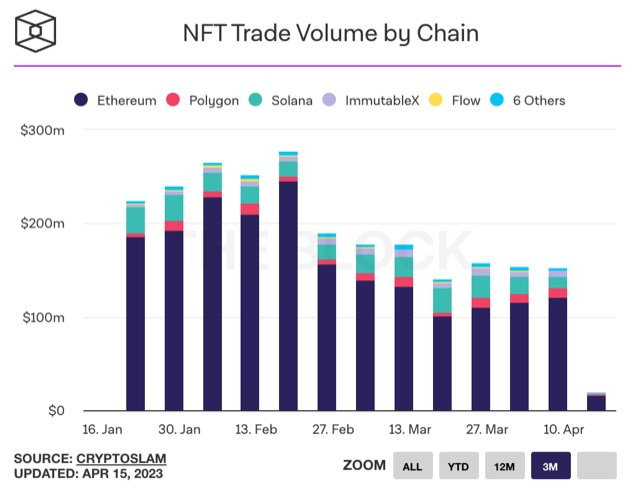 NFT Trade Volume by Chain
Ethereum Polygon Solana ImmutableX Flow 6 Others
$300m
$200m
THE BLOCK
$100m
$0
16. Jan 30. Jan 13. Feb 27. Feb 13. Mar 27. Mar 10. Apr
SOURCE: CRYPTOSLAM
UPDATED: APR 15, 2023
ZOOM ALL YTD 12M 3M